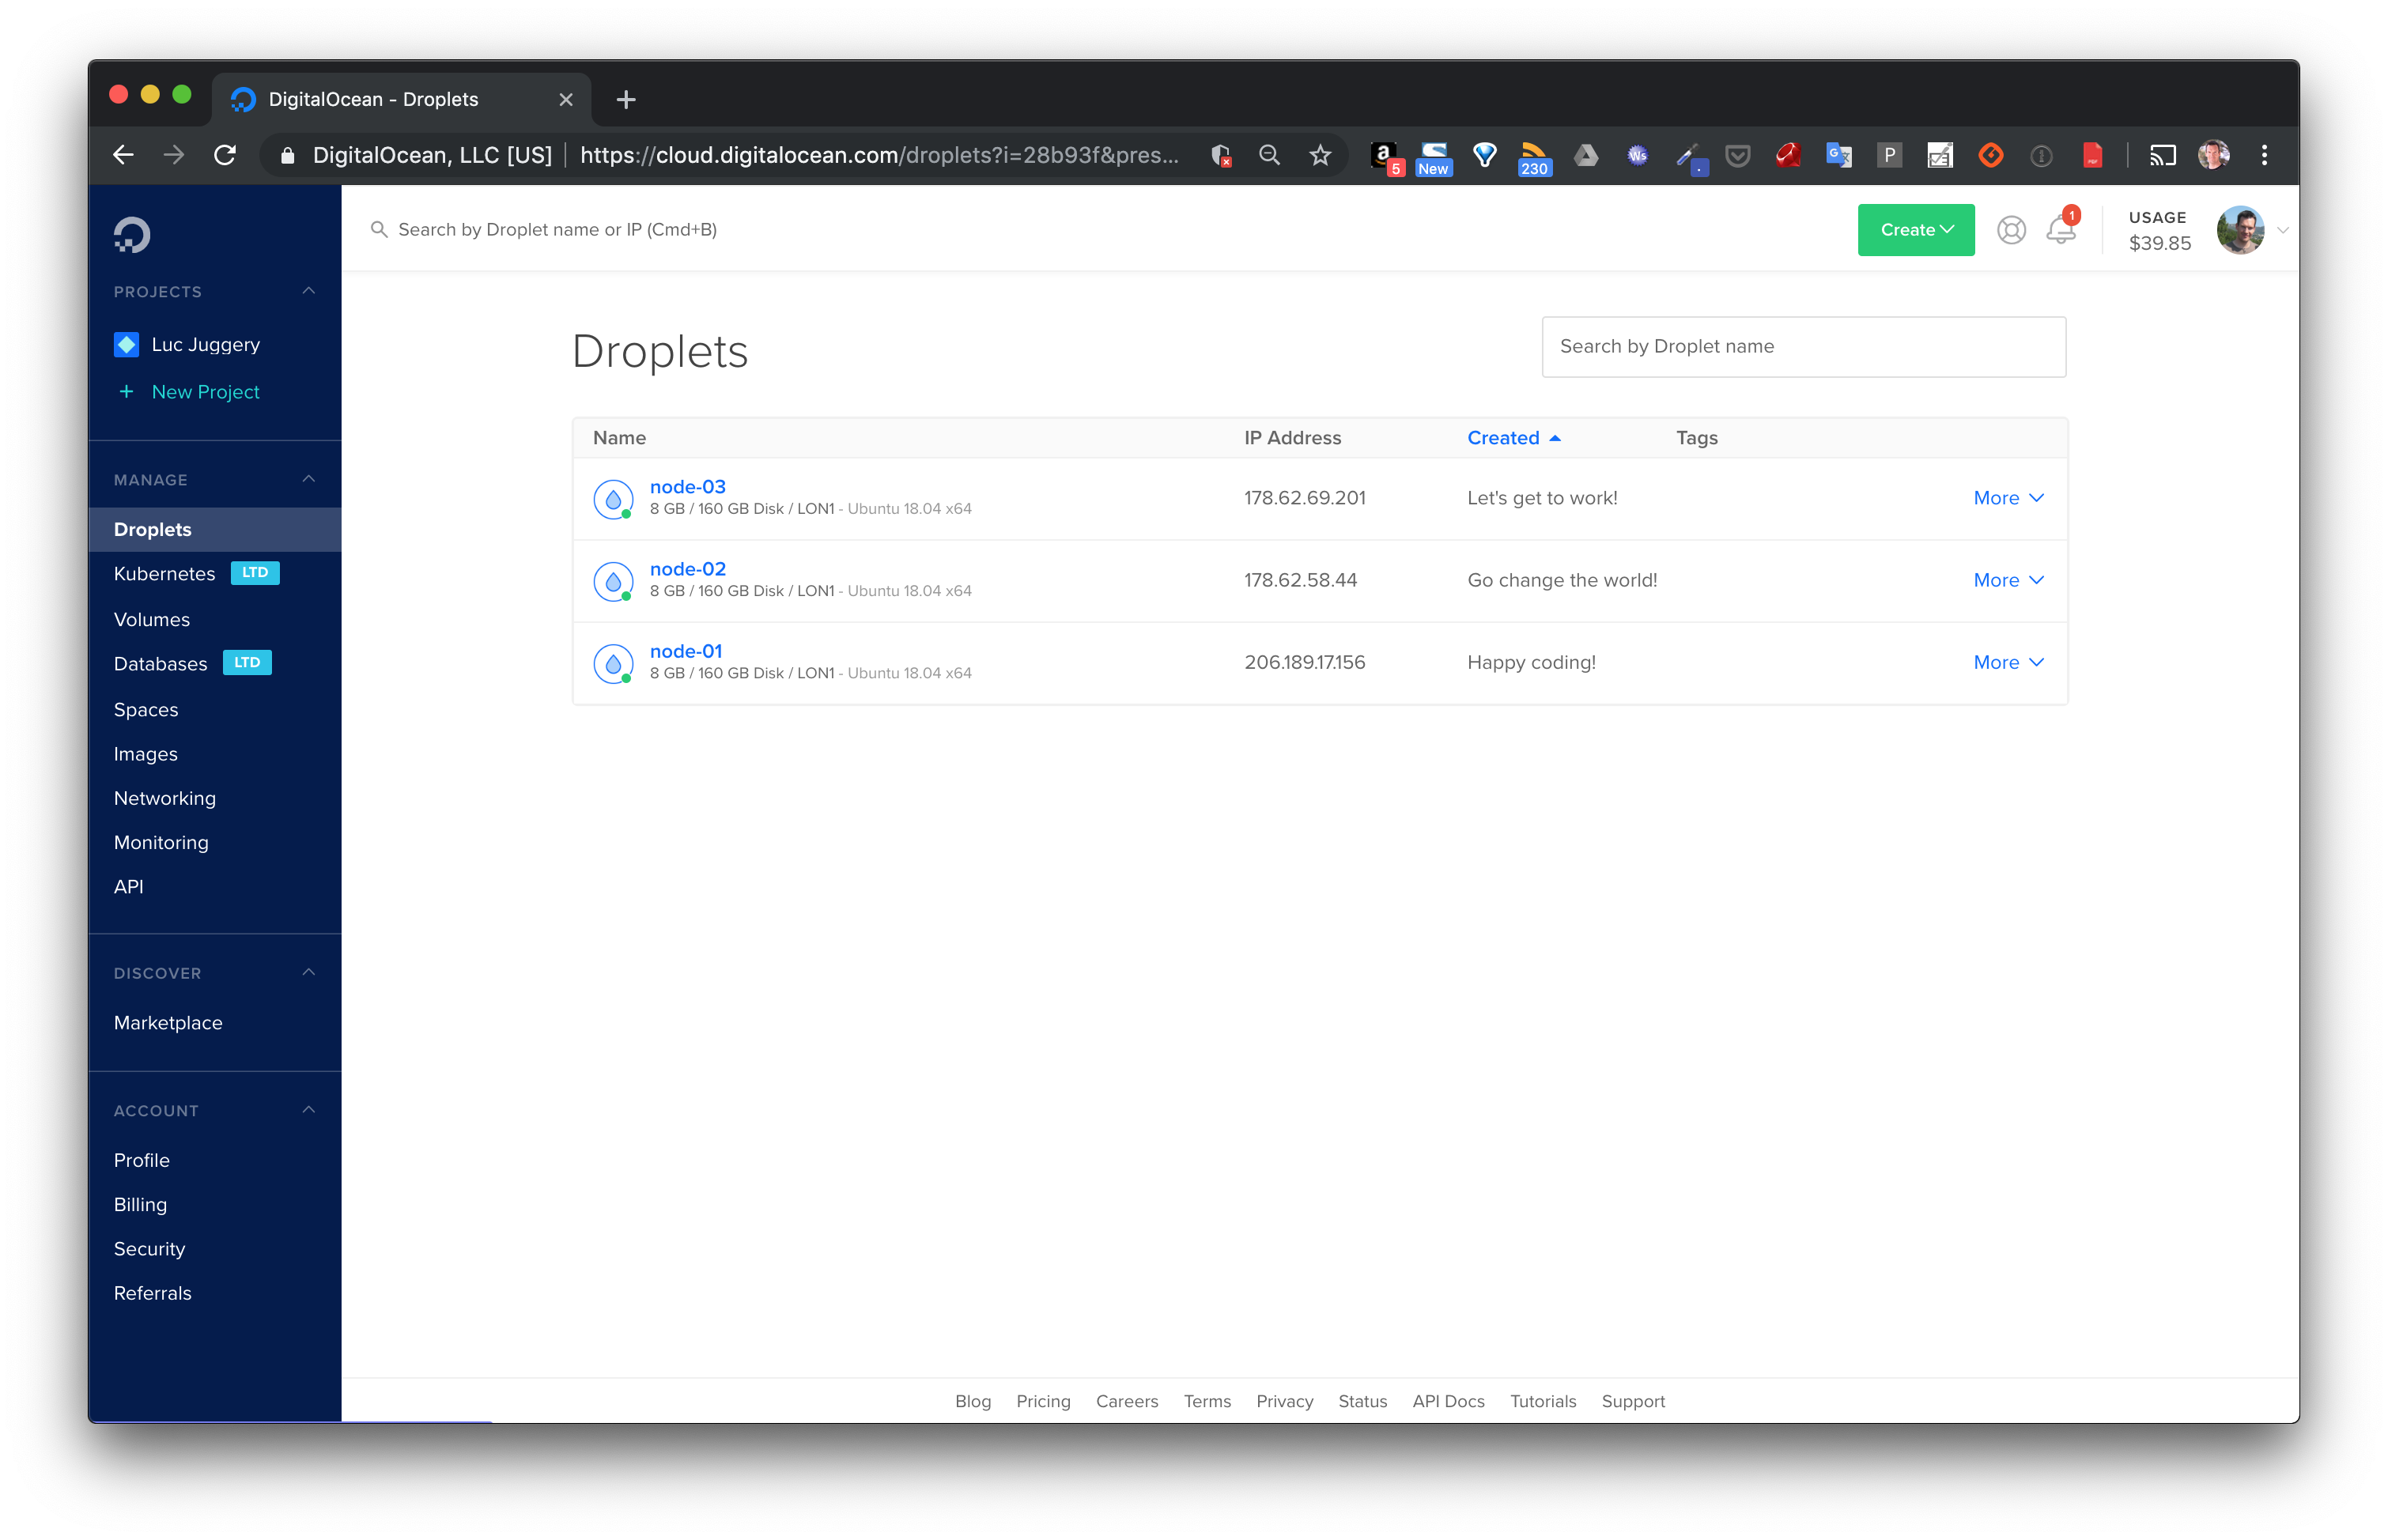 DigitalOcean - Droplets
DigitalOcean, LLC [US] | https://cloud.digitalocean.com/droplets?i=28b93f&pres...
a 5 New 230 Ws . G P
Search by Droplet name or IP (Cmd+B)
Create
1
USAGE
$39.85
PROJECTS
Luc Juggery
+ New Project
MANAGE
Droplets
Kubernetes LTD
Volumes
Databases LTD
Spaces
Images
Networking
Monitoring
API
DISCOVER
Marketplace
ACCOUNT
Profile
Billing
Security
Referrals
Droplets
Search by Droplet name
Name IP Address Created Tags
node-03
8 GB / 160 GB Disk / LON1 - Ubuntu 18.04 x64
178.62.69.201 Let's get to work! More
node-02
8 GB / 160 GB Disk / LON1 - Ubuntu 18.04 x64
178.62.58.44 Go change the world! More
node-01
8 GB / 160 GB Disk / LON1 - Ubuntu 18.04 x64
206.189.17.156 Happy coding! More
Blog Pricing Careers Terms Privacy Status API Docs Tutorials Support